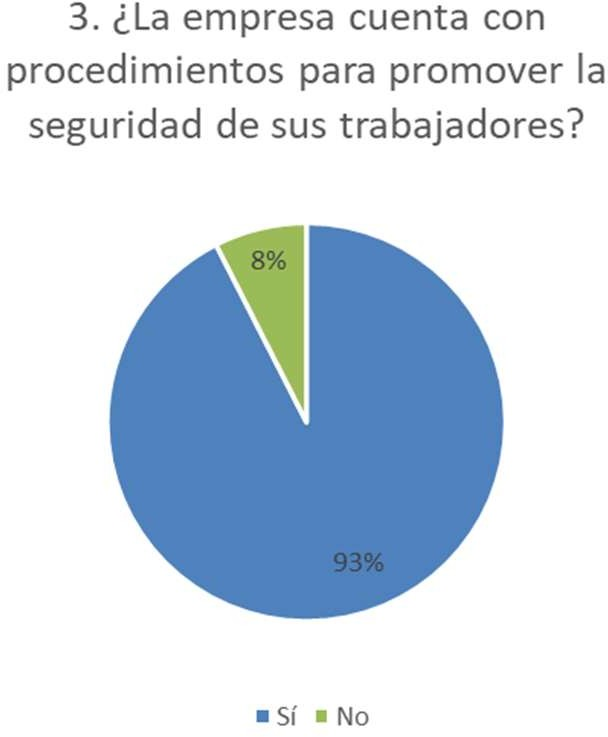 3. ¿La empresa cuenta con
procedimientos para promover la
seguridad de sus trabajadores?
8%
93%
Sí No